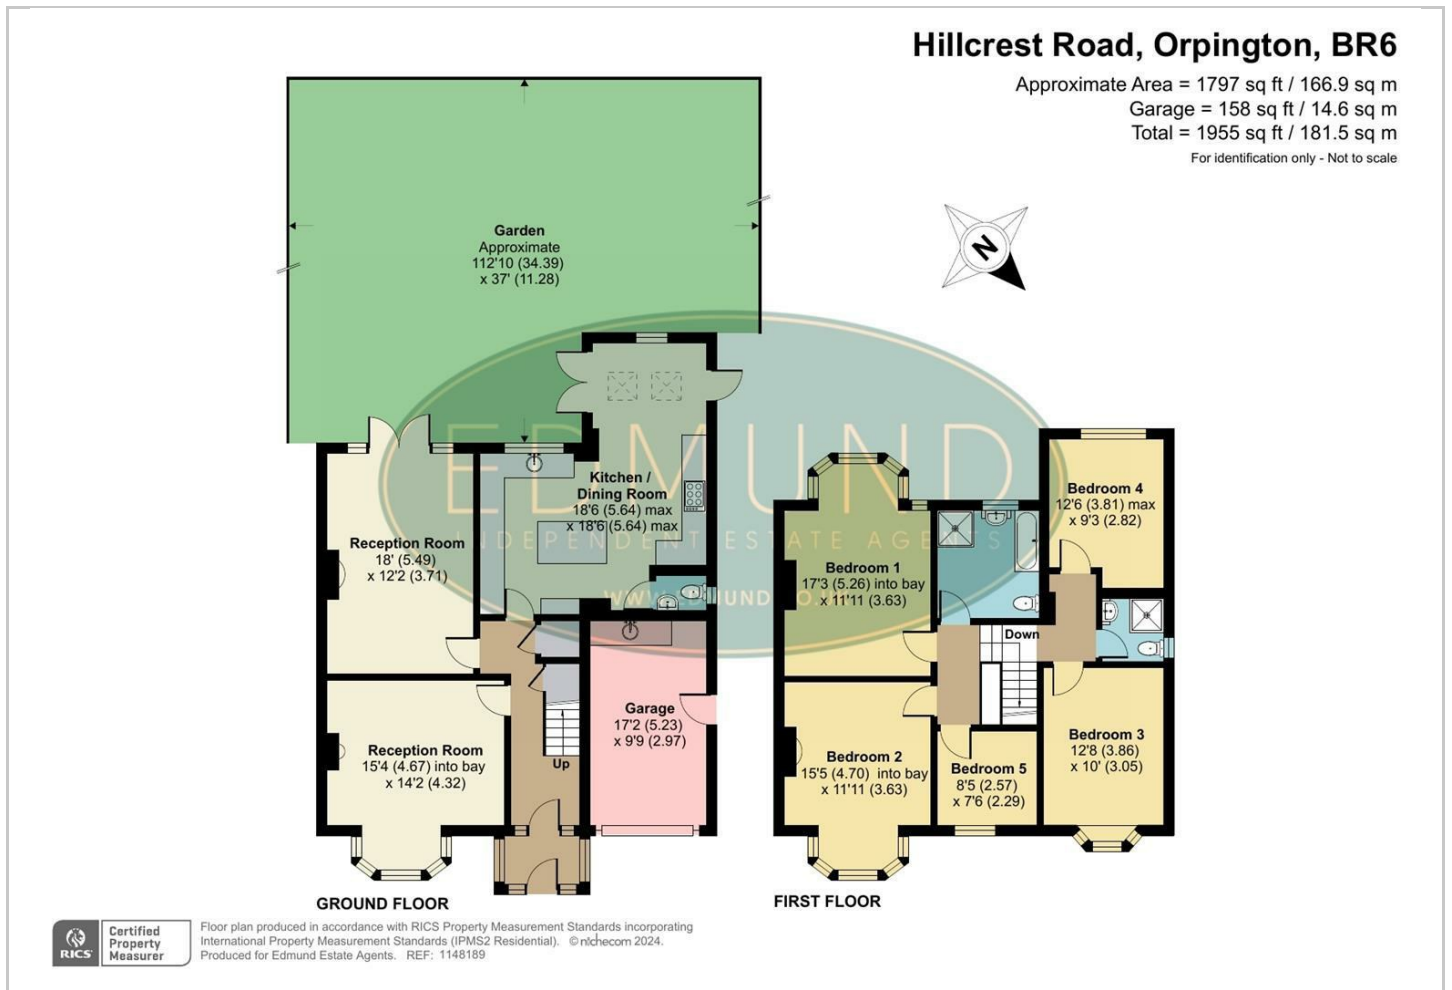 Hillcrest Road, Orpington, BR6
Approximate Area = 1797 sq ft / 166.9 sq m
Garage = 158 sq ft / 14.6 sq m
Total = 1955 sq ft / 181.5 sq m
For identification only - Not to scale
N
Garden
Approximate
112'10 (34.39)
x 37' (11.28)
EDMUND
INDEPENDENT ESTATE AGENTS
WWW.EDMUND.CO.UK
Kitchen /
Dining Room
18'6 (5.64) max
x 18'6 (5.64) max
Reception Room
18' (5.49)
x 12'2 (3.71)
Reception Room
15'4 (4.67) into bay
x 14'2 (4.32)
Up
Garage
17'2 (5.23)
x 9'9 (2.97)
GROUND FLOOR
Bedroom 4
12'6 (3.81) max
x 9'3 (2.82)
Bedroom 1
17'3 (5.26) into bay
x 11'11 (3.63)
Down
Bedroom 2
15'5 (4.70) into bay
x 11'11 (3.63)
Bedroom 5
8'5 (2.57)
x 7'6 (2.29)
Bedroom 3
12'8 (3.86)
x 10' (3.05)
FIRST FLOOR
RICS
Certified
Property
Measurer
Floor plan produced in accordance with RICS Property Measurement Standards incorporating
International Property Measurement Standards (IPMS2 Residential). © nichecom 2024.
Produced for Edmund Estate Agents. REF: 1148189